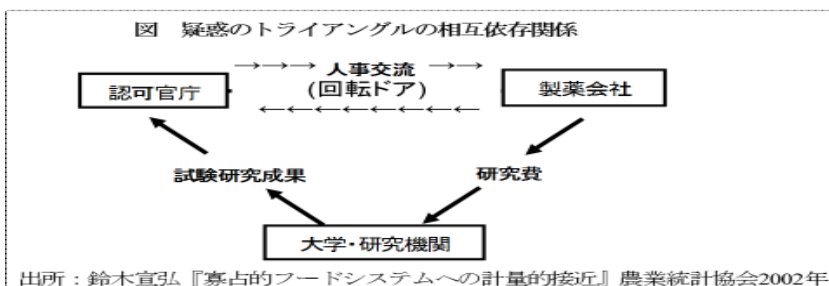 図 疑惑のトライアングルの相互依存関係
→→→ 人事交流 →→
認可官庁 (回転ドア) 製薬会社
←←←←←←←←←
試験研究成果 研究費
大学・研究機関
出所:鈴木宣弘『寡占的フードシステムへの計量的接近』農業統計協会2002年